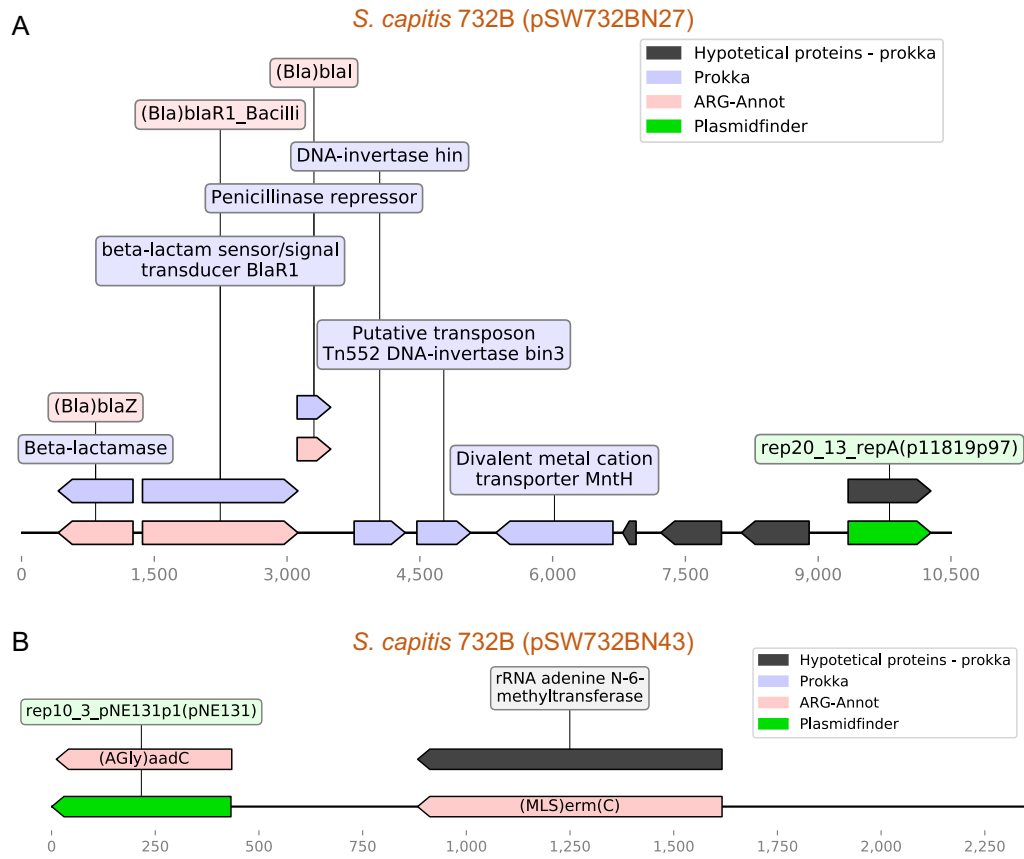 A
S. capitis 732B (pSW732BN27)
Hypotetical proteins - prokka
Prokka
ARG-Annot
Plasmidfinder
(Bla)blaI
(Bla)blaR1_Bacilli
DNA-invertase hin
Penicillinase repressor
beta-lactam sensor/signal
transducer BlaR1
Putative transposon
Tn552 DNA-invertase bin3
(Bla)blaZ
Beta-lactamase
Divalent metal cation
transporter MntH
rep20_13_repA(p11819p97)
0 1,500 3,000 4,500 6,000 7,500 9,000 10,500
B
S. capitis 732B (pSW732BN43)
Hypotetical proteins - prokka
Prokka
ARG-Annot
Plasmidfinder
rRNA adenine N-6-
methyltransferase
rep10_3_pNE131p1(pNE131)
(AGly)aadC
(MLS)erm(C)
0 250 500 750 1,000 1,250 1,500 1,750 2,000 2,250